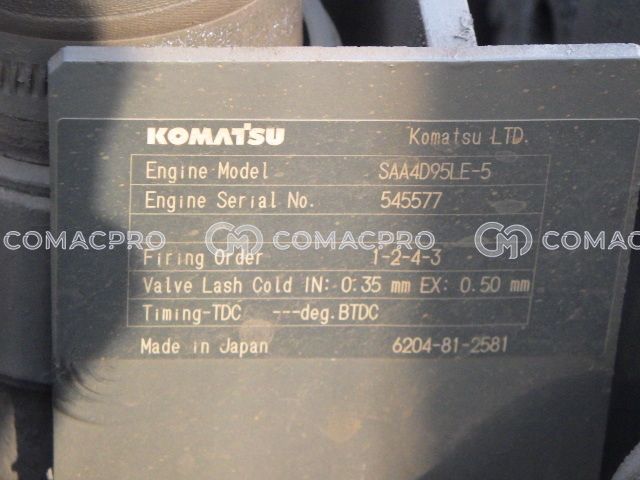 KOMATSU Komatsu LTD.
Engine Model SAA4D95LE-5
Engine Serial No. 545577
COMACPRO COMACPRO COMACPRO
Firing Order 1-2-4-3
Valve Lash Cold IN: 0.35 mm EX: 0.50 mm
Timing-TDC ---deg.BTDC
Made in Japan 6204-81-2581